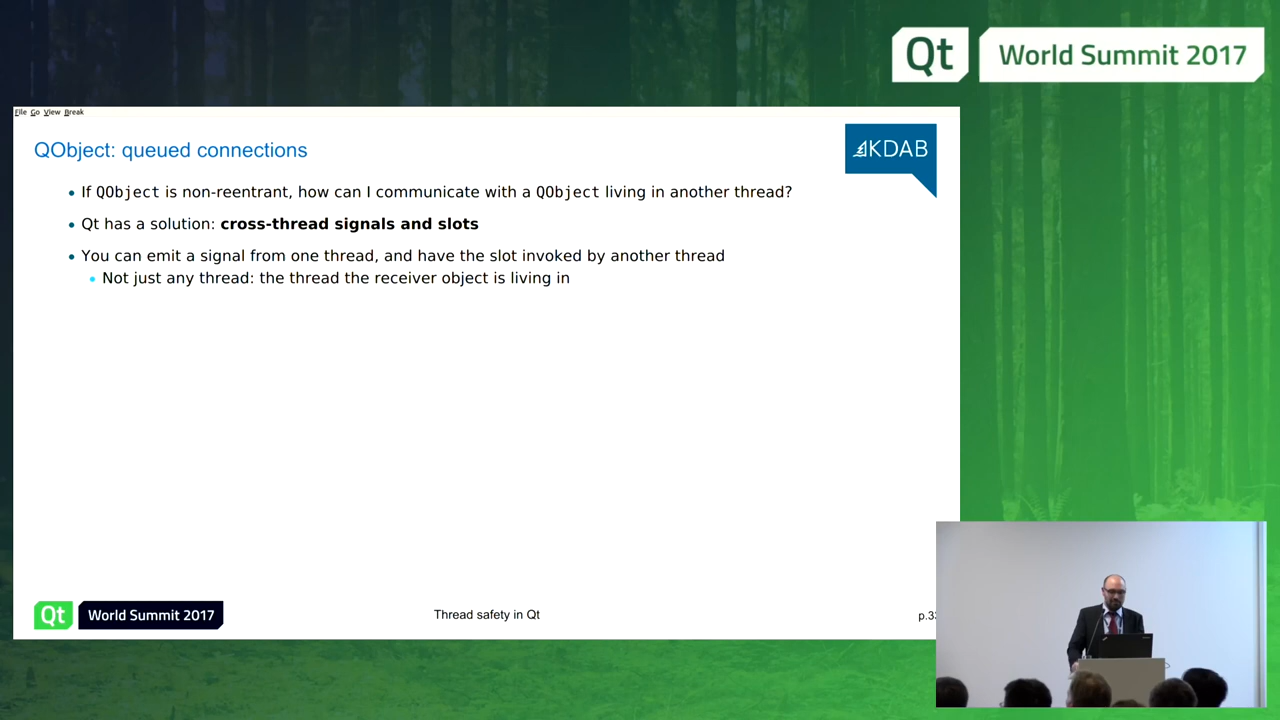 Qt World Summit 2017
File Go View Break
QObject: queued connections
KDAB
If QObject is non-reentrant, how can I communicate with a QObject living in another thread?
Qt has a solution: cross-thread signals and slots
You can emit a signal from one thread, and have the slot invoked by another thread
Not just any thread: the thread the receiver object is living in
Qt World Summit 2017
Thread safety in Qt